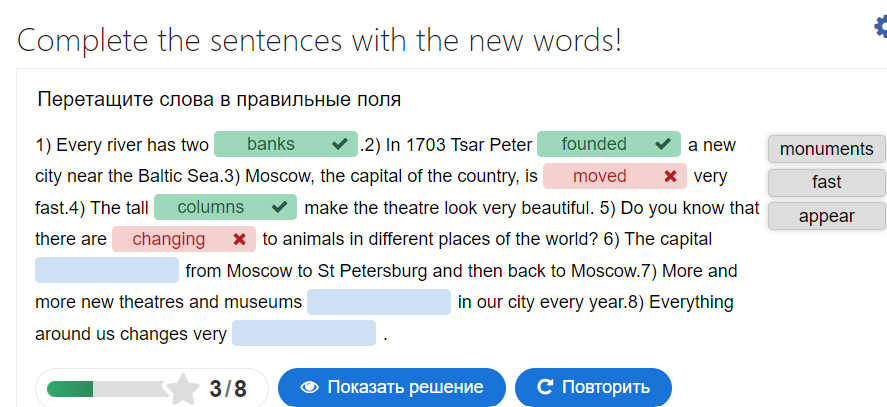 Complete the sentences with the new words!
Перетащите слова в правильные поля
1) Every river has two banks .2) In 1703 Tsar Peter founded a new
city near the Baltic Sea.3) Moscow, the capital of the country, is moved very
fast.4) The tall columns make the theatre look very beautiful. 5) Do you know that
there are changing to animals in different places of the world? 6) The capital
from Moscow to St Petersburg and then back to Moscow.7) More and
more new theatres and museums in our city every year.8) Everything
around us changes very .
monuments
fast
appear
3/8
Показать решение
Повторить